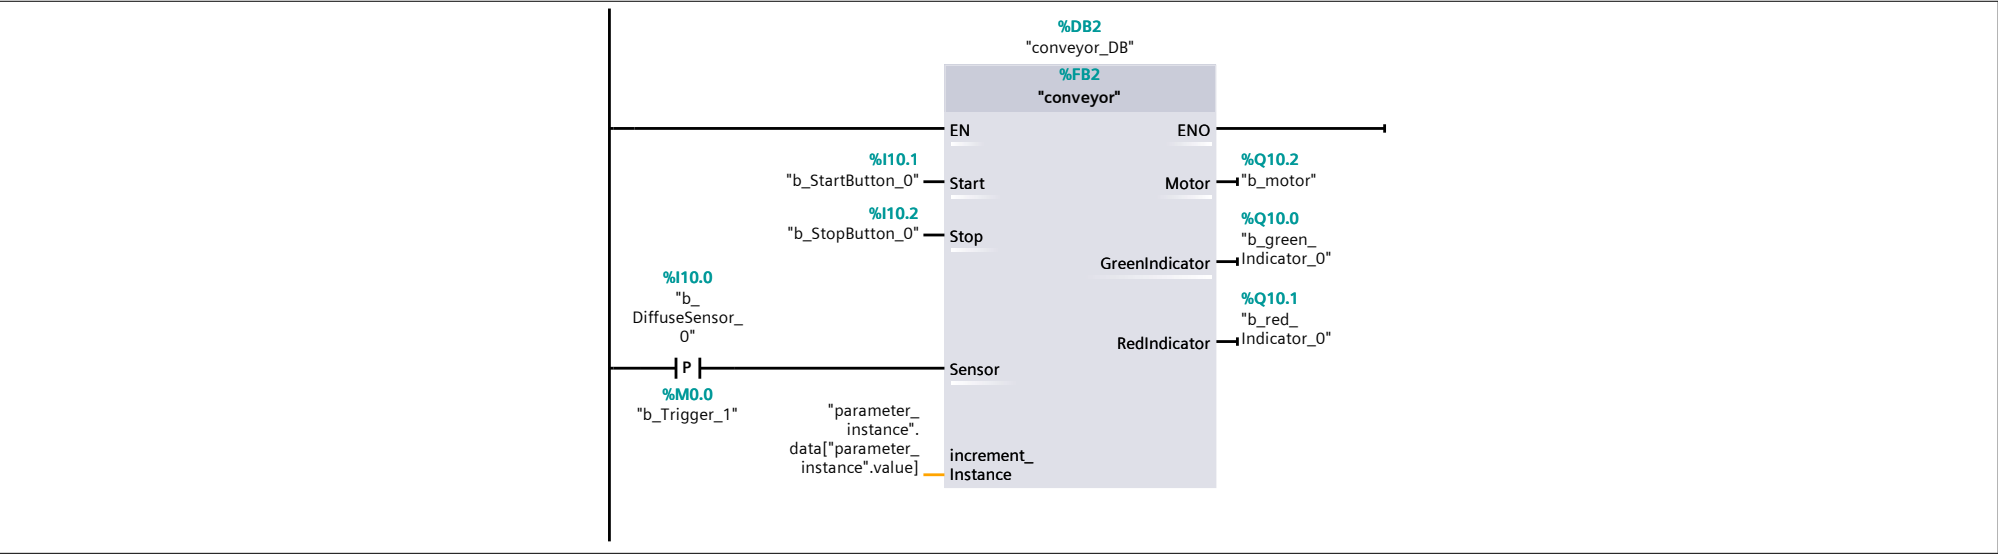 %DB2
"conveyor_DB"
%FB2
"conveyor"
EN
ENO
%I10.1
"b_StartButton_0"
Start
%Q10.2
Motor
"b_motor"
%I10.2
"b_StopButton_0"
Stop
%Q10.0
"b_green_
Indicator_0"
GreenIndicator
%I10.0
"b_
DiffuseSensor_
0"
%Q10.1
"b_red_
Indicator_0"
RedIndicator
P
Sensor
%M0.0
"b_Trigger_1"
"parameter_
instance".
data["parameter_
instance".value]
increment_
Instance